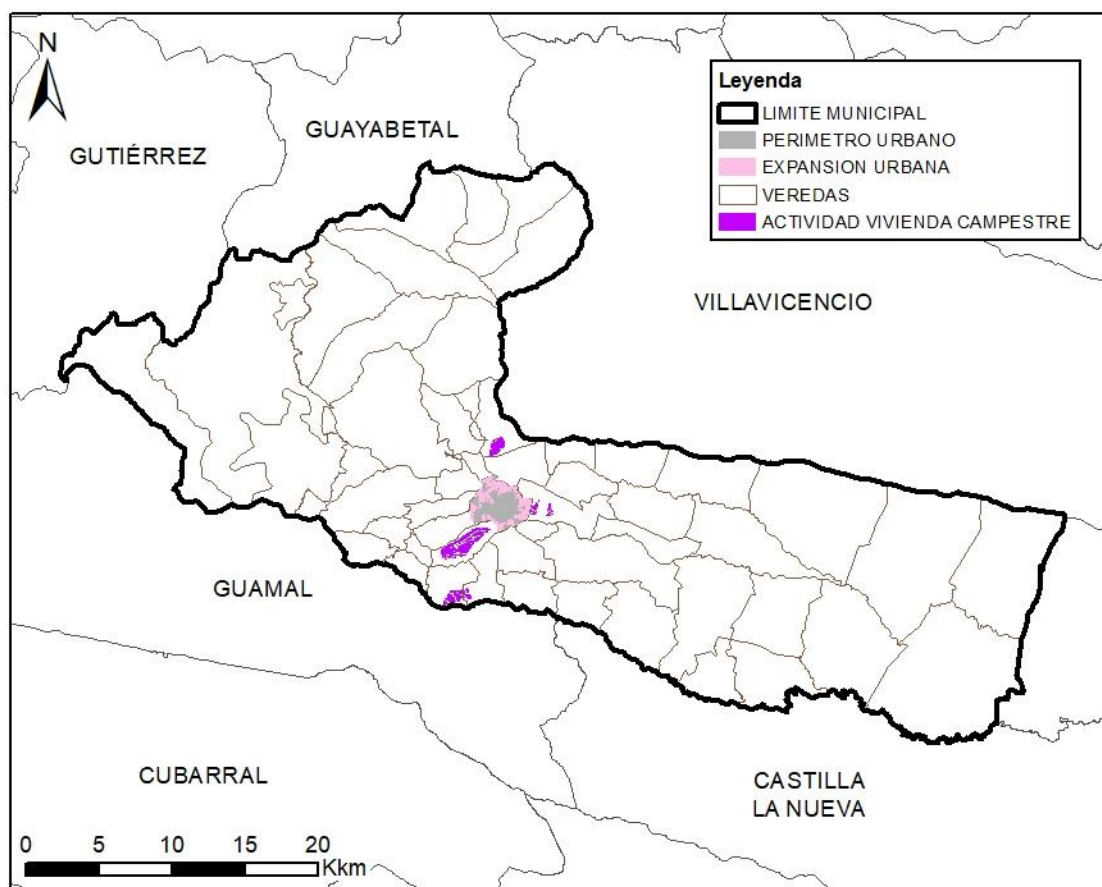 N
GUTIÉRREZ
GUAYABETAL
Leyenda
LIMITE MUNICIPAL
PERIMETRO URBANO
EXPANSION URBANA
VEREDAS
ACTIVIDAD VIVIENDA CAMPESTRE
VILLAVICENCIO
GUAMAL
CUBARRAL
CASTILLA
LA NUEVA
0 5 10 15 20
Kkm